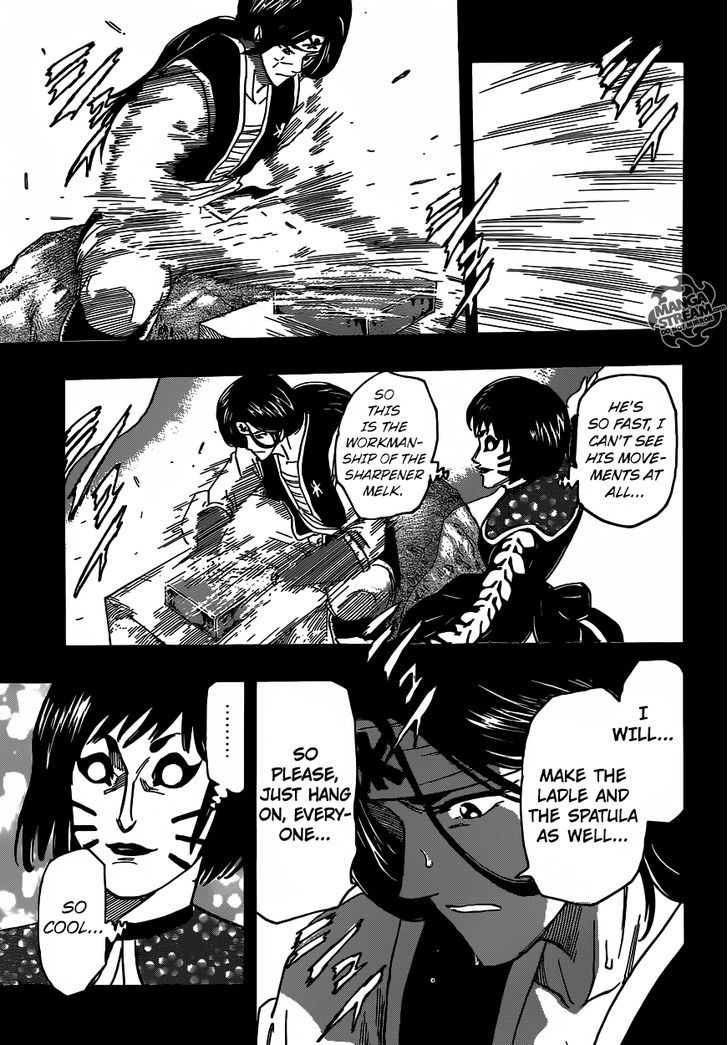 MANGA
STREAM
HE'S
SO FAST, I
CAN'T SEE
HIS MOVE-
MENTS AT
ALL...
SO
THIS
IS THE
WORKMAN-
SHIP OF THE
SHARPENER
MELK.
I
WILL...
MAKE THE
LADLE AND
THE SPATULA
AS WELL...
SO
PLEASE,
JUST HANG
ON, EVERY-
ONE...
.........
SO
COOL...